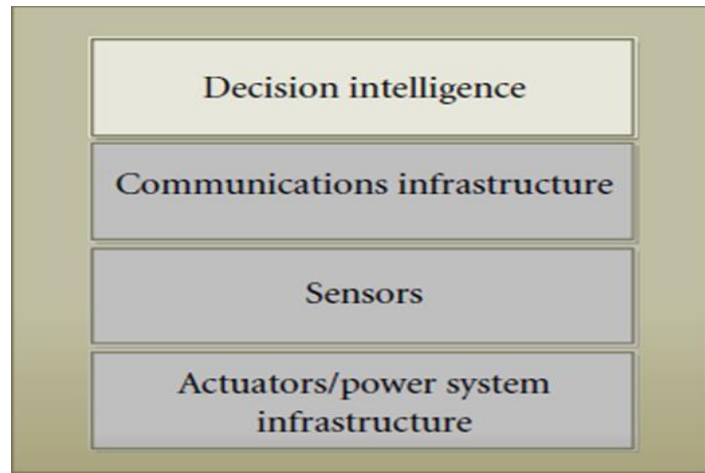 Decision intelligence
Communications infrastructure
Sensors
Actuators/power system
infrastructure